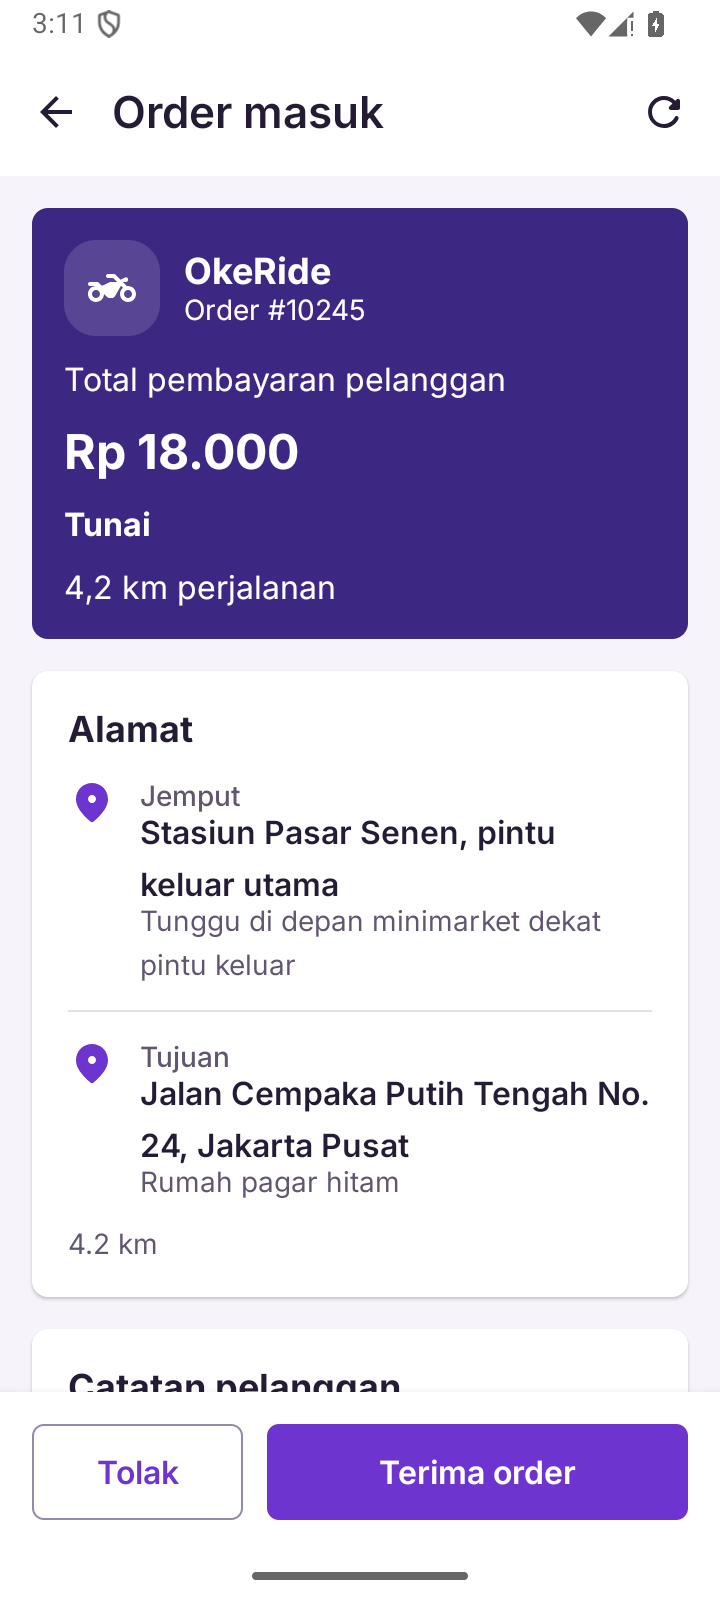 3:11
Order masuk
OkeRide
Order #10245
Total pembayaran pelanggan
Rp 18.000
Tunai
4,2 km perjalanan
Alamat
Jemput
Stasiun Pasar Senen, pintu
keluar utama
Tunggu di depan minimarket dekat
pintu keluar
Tujuan
Jalan Cempaka Putih Tengah No.
24, Jakarta Pusat
Rumah pagar hitam
4.2 km
Catatan pelanggan
Tolak
Terima order